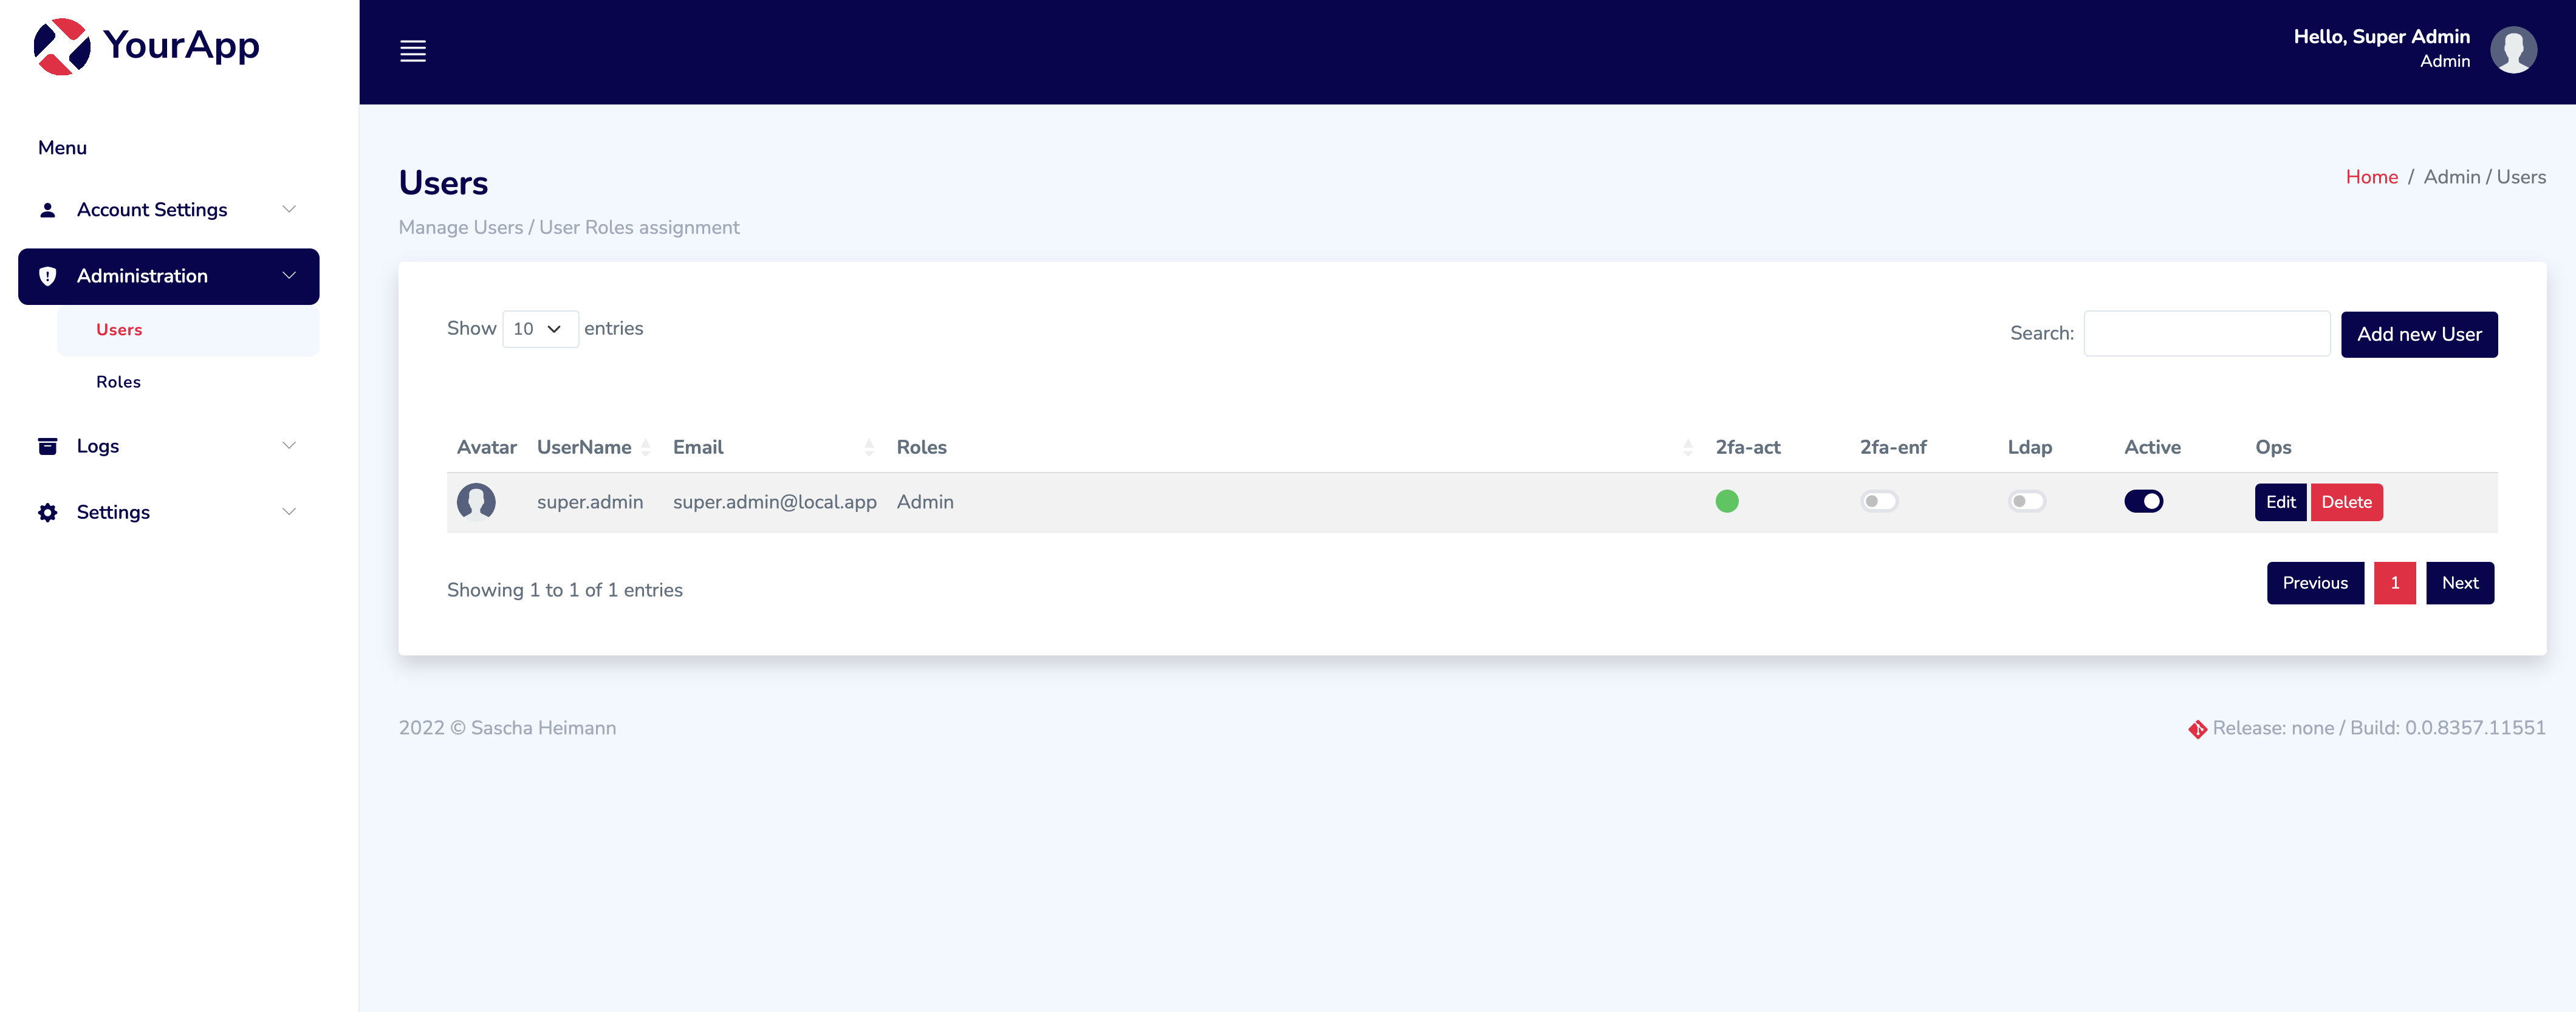 YourApp
Hello, Super Admin
Admin
Menu
Account Settings
Administration
Users
Roles
Logs
Settings
Users
Home / Admin / Users
Manage Users / User Roles assignment
Show 10 entries
Search: Add new User
Avatar UserName Email Roles 2fa-act 2fa-enf Ldap Active Ops
super.admin super.admin@local.app Admin Edit Delete
Showing 1 to 1 of 1 entries
Previous 1 Next
2022 © Sascha Heimann
Release: none / Build: 0.0.8357.11551